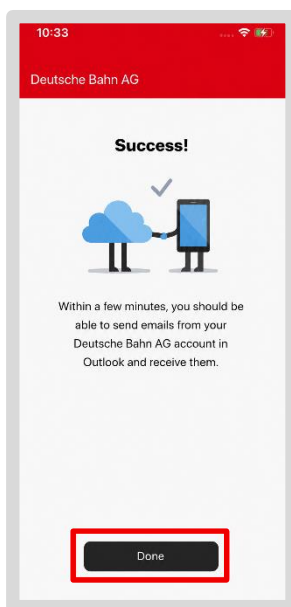 10:33
Deutsche Bahn AG
Success!
Within a few minutes, you should be
able to send emails from your
Deutsche Bahn AG account in
Outlook and receive them.
Done